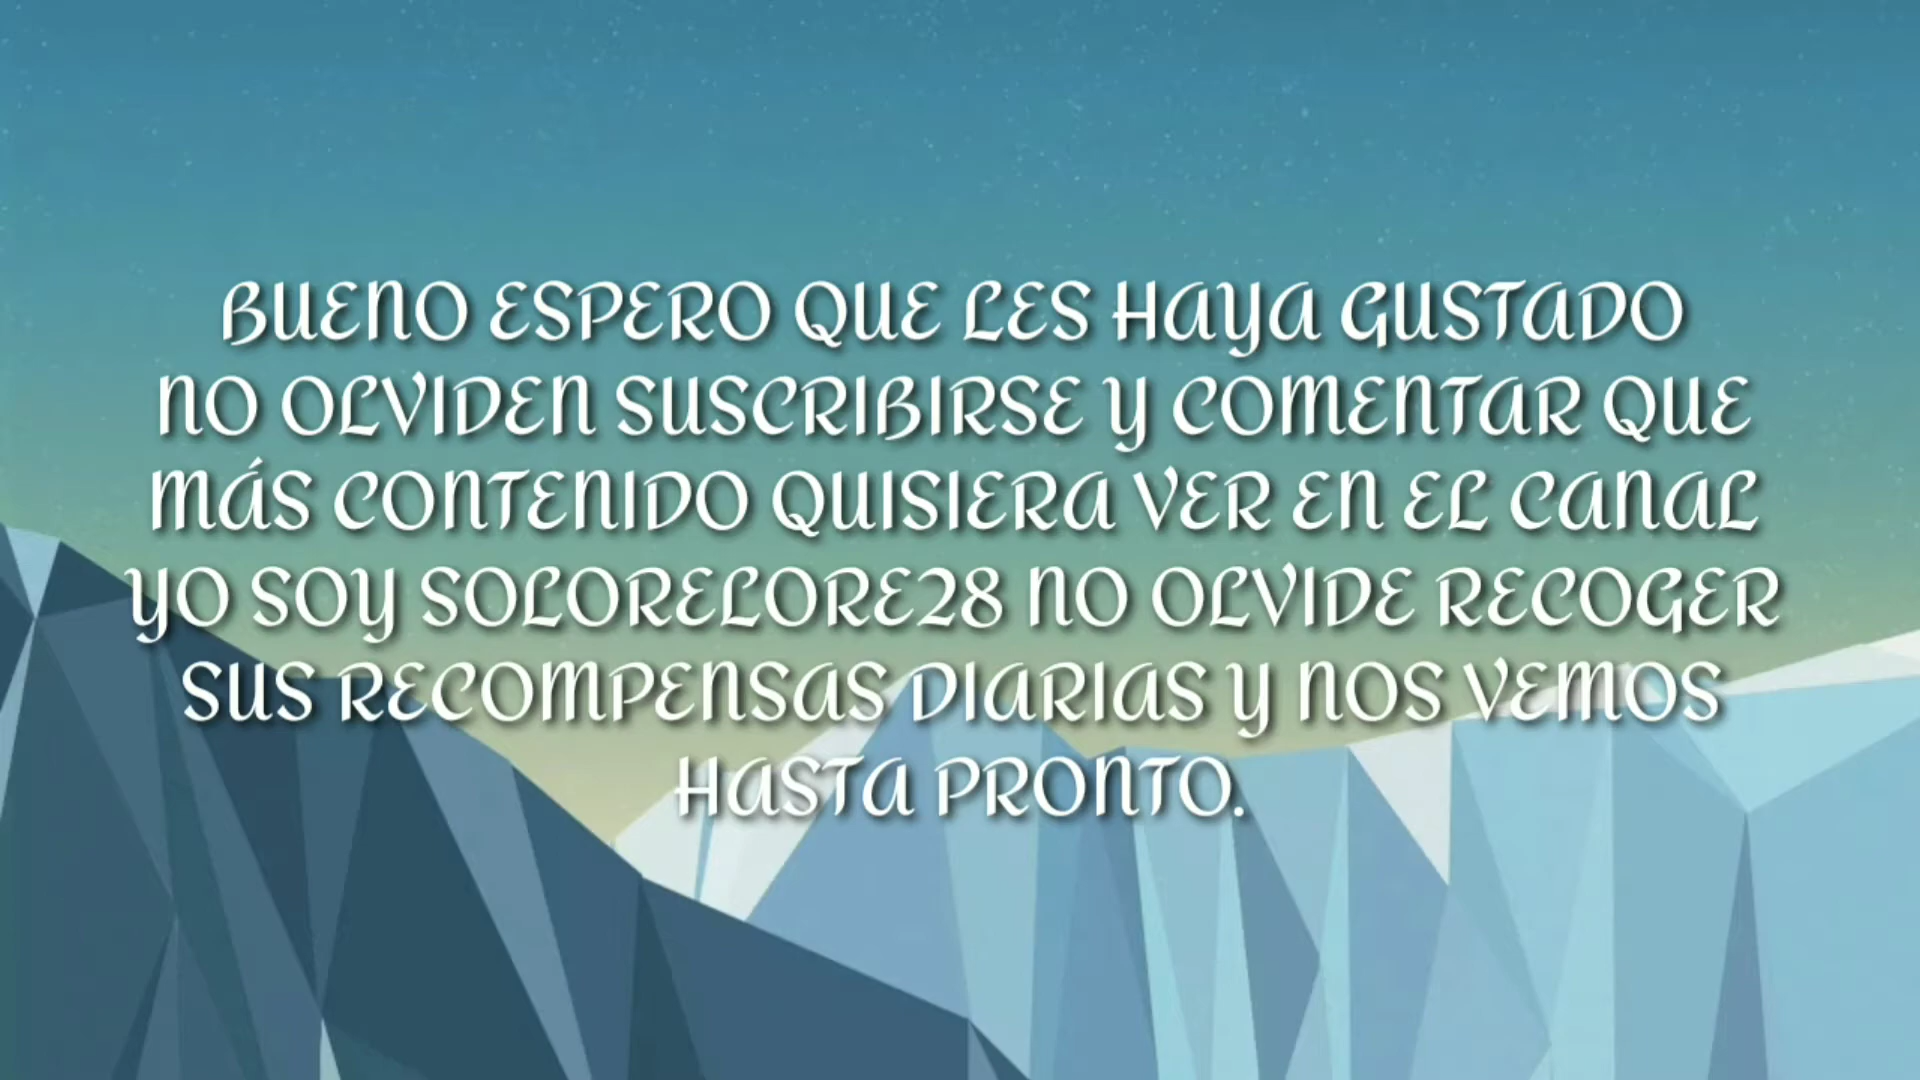 BUENO ESPERO QUE LES HAYA GUSTADO
NO OLVIDEN SUSCRIBIRSE Y COMENTAR QUE
MÁS CONTENIDO QUISIERA VER EN EL CANAL
YO SOY SOLORELORE28 NO OLVIDE RECOGER
SUS RECOMPENSAS DIARIAS Y NOS VEMOS
HASTA PRONTO.